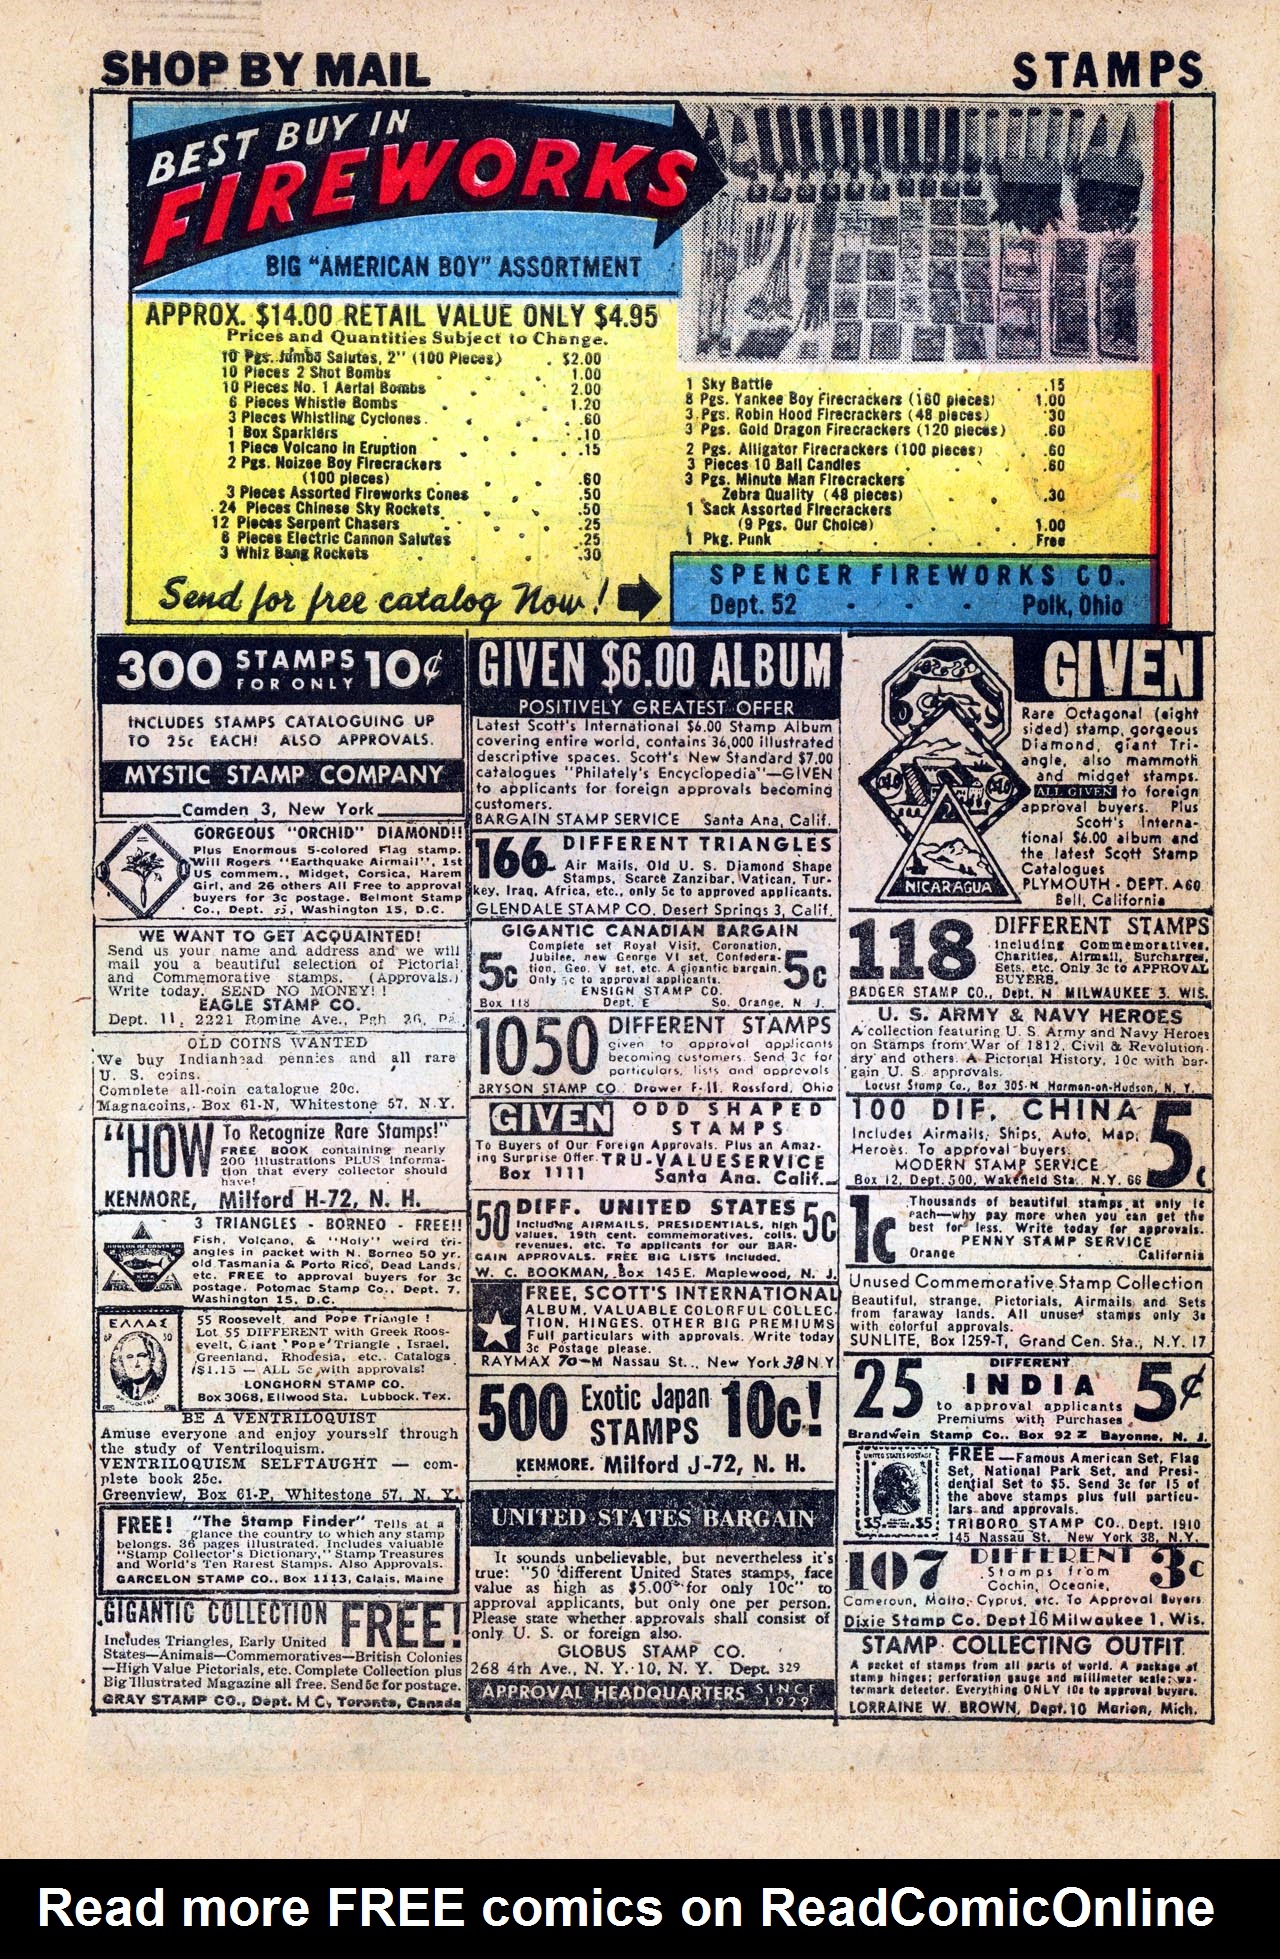 SHOP BY MAIL
STAMPS
BEST BUY IN
FIREWORKS
BIG "AMERICAN BOY" ASSORTMENT
APPROX. $14.00 RETAIL VALUE ONLY $4.95
Prices and Quantities Subject to Change.
10 Pgs. Jumbo Salutes, 2" (100 Pieces) . $2.00
10 Pieces 2 Shot Bombs . . . 1.00
10 Pieces No. 1 Aerial Bombs . . 2.00
6 Pieces Whistle Bombs . . . 1.20
3 Pieces Whistling Cyclones . . . .60
1 Box Sparklers . . . . .10
1 Piece Volcano in Eruption . . . .15
2 Pgs. Noizee Boy Firecrackers
(100 pieces) . . . .60
3 Pieces Assorted Fireworks Cones . .50
24 Pieces Chinese Sky Rockets . . .50
12 Pieces Serpent Chasers . . . .25
6 Pieces Electric Cannon Salutes . . .25
3 Whiz Bang Rockets . . . .30
1 Sky Battle . . . . .15
8 Pgs. Yankee Boy Firecrackers (160 pieces) 1.00
3 Pgs. Robin Hood Firecrackers (48 pieces) .30
3 Pgs. Gold Dragon Firecrackers (120 pieces) .60
2 Pgs. Alligator Firecrackers (100 pieces) .60
3 Pieces 10 Ball Candles . . . .60
3 Pgs. Minute Man Firecrackers
Zebra Quality (48 pieces) . . .30
1 Sack Assorted Firecrackers
(9 Pgs. Our Choice) . . . 1.00
1 Pkg. Punk . . . . . Free
Send for free catalog Now!
SPENCER FIREWORKS CO.
Dept. 52 - - - Polk, Ohio
300 STAMPS FOR ONLY 10¢
INCLUDES STAMPS CATALOGUING UP
TO 25c EACH! ALSO APPROVALS.
MYSTIC STAMP COMPANY
Camden 3, New York
GORGEOUS "ORCHID" DIAMOND!!
Plus Enormous 5-colored Flag stamp.
Will Rogers "Earthquake Airmail", 1st
US commem., Midget, Corsica, Harem
Girl, and 26 others All Free to approval
buyers for 3c postage. Belmont Stamp
Co., Dept. 55, Washington 15, D.C.
WE WANT TO GET ACQUAINTED!
Send us your name and address and we will
mail you a beautiful selection of Pictorial
and Commemorative stamps. (Approvals.)
Write today. SEND NO MONEY!!
EAGLE STAMP CO.
Dept. 11, 2221 Romine Ave., Pgh 26, Pa.
OLD COINS WANTED
We buy Indianhead pennies and all rare
U. S. coins.
Complete all-coin catalogue 20c.
Magnacoins, Box 61-N, Whitestone 57, N.Y.
"HOW To Recognize Rare Stamps!"
FREE BOOK containing nearly
200 illustrations PLUS informa-
tion that every collector should
have!
KENMORE, Milford H-72, N. H.
3 TRIANGLES - BORNEO - FREE!!
Fish, Volcano, & "Holy" weird tri-
angles in packet with N. Borneo 50 yr.
old Tasmania & Porto Rico, Dead Lands,
etc. FREE to approval buyers for 3c
postage. Potomac Stamp Co., Dept. 7,
Washington 15, D.C.
ΕΛΛΑΣ
55 Roosevelt and Pope Triangle!
Lot 55 DIFFERENT with Greek Roos-
evelt, Giant 'Pope' Triangle, Israel,
Greenland, Rhodesia, etc. Catalogs
$1.15 — ALL 5c with approvals!
LONGHORN STAMP CO.
Box 3068, Ellwood Sta. Lubbock, Tex.
BE A VENTRILOQUIST
Amuse everyone and enjoy yourself through
the study of Ventriloquism.
VENTRILOQUISM SELFTAUGHT — com-
plete book 25c.
Greenview, Box 61-P, Whitestone 57, N. Y.
FREE! "The Stamp Finder" Tells at a
glance the country to which any stamp
belongs. 36 pages illustrated. Includes valuable
"Stamp Collector's Dictionary," Stamp Treasures
and World's Ten Rarest Stamps. Also Approvals.
GARCELON STAMP CO., Box 1113, Calais, Maine
GIGANTIC COLLECTION FREE!
Includes Triangles, Early United
States—Animals—Commemoratives—British Colonies
—High Value Pictorials, etc. Complete Collection plus
Big Illustrated Magazine all free. Send 5c for postage.
GRAY STAMP CO., Dept. MC, Toronto, Canada
GIVEN $6.00 ALBUM
POSITIVELY GREATEST OFFER
Latest Scott's International $6.00 Stamp Album
covering entire world, contains 36,000 illustrated
descriptive spaces. Scott's New Standard $7.00
catalogues "Philately's Encyclopedia"—GIVEN
to applicants for foreign approvals becoming
customers.
BARGAIN STAMP SERVICE Santa Ana, Calif.
166 DIFFERENT TRIANGLES
Air Mails, Old U. S. Diamond Shape
Stamps, Scarce Zanzibar, Vatican, Tur-
key, Iraq, Africa, etc., only 5c to approved applicants.
GLENDALE STAMP CO. Desert Springs 3, Calif.
GIGANTIC CANADIAN BARGAIN
5c Complete set Royal Visit, Coronation, 5c
Jubilee, new George VI set, Confedera-
tion, Geo. V set, etc. A gigantic bargain.
Only 5c to approval applicants.
ENSIGN STAMP CO.
Box 118 Dept. E So. Orange, N. J.
1050 DIFFERENT STAMPS
given to approval applicants
becoming customers. Send 3c for
particulars, lists and approvals
BRYSON STAMP CO. Drawer F-11, Rossford, Ohio
GIVEN ODD SHAPED
STAMPS
To Buyers of Our Foreign Approvals. Plus an Amaz-
ing Surprise Offer. TRU-VALUE SERVICE
Box 1111 Santa Ana. Calif.
50 DIFF. UNITED STATES 5c
Including AIRMAILS, PRESIDENTIALS, high
values, 19th cent. commemoratives, coils,
revenues, etc. To applicants for our BAR-
GAIN APPROVALS. FREE BIG LISTS Included.
W. C. BOOKMAN, Box 145E, Maplewood, N. J.
FREE, SCOTT'S INTERNATIONAL
ALBUM, VALUABLE COLORFUL COLLEC-
TION, HINGES. OTHER BIG PREMIUMS
Full particulars with approvals. Write today
3c Postage please.
RAYMAX 70-M Nassau St., New York 38 N.Y.
500 Exotic Japan STAMPS 10c!
KENMORE. Milford J-72, N. H.
UNITED STATES BARGAIN
It sounds unbelievable, but nevertheless it's
true: "50 different United States stamps, face
value as high as $5.00 for only 10c" to
approval applicants, but only one per person.
Please state whether approvals shall consist of
only U. S. or foreign also.
GLOBUS STAMP CO.
268 4th Ave., N. Y. 10, N. Y. Dept. 329
APPROVAL HEADQUARTERS SINCE 1929
NICARAGUA
GIVEN
Rare Octagonal (eight
sided) stamp, gorgeous
Diamond, giant Tri-
angle, also mammoth
and midget stamps.
ALL GIVEN to foreign
approval buyers. Plus
Scott's Interna-
tional $6.00 album and
the latest Scott Stamp
Catalogues
PLYMOUTH - DEPT. A60
Bell, California
118 DIFFERENT STAMPS
Including Commemoratives,
Charities, Airmail, Surcharges,
Sets, etc. Only 3c to APPROVAL
BUYERS.
BADGER STAMP CO., Dept. N MILWAUKEE 3, WIS.
U. S. ARMY & NAVY HEROES
A collection featuring U. S. Army and Navy Heroes
on Stamps from War of 1812, Civil & Revolution-
ary and others. A Pictorial History, 10c with bar-
gain U. S. approvals.
Locust Stamp Co., Box 305-N Harmon-on-Hudson, N. Y.
100 DIF. CHINA 5c
Includes Airmails, Ships, Auto, Map,
Heroes. To approval buyers.
MODERN STAMP SERVICE
Box 12, Dept. 500, Wakefield Sta. N.Y. 66
1c Thousands of beautiful stamps at only 1c
each—why pay more when you can get the
best for less. Write today for approvals.
PENNY STAMP SERVICE
Orange California
Unused Commemorative Stamp Collection
Beautiful, strange, Pictorials, Airmails and Sets
from faraway lands. All unused stamps only 3c
with colorful approvals.
SUNLITE, Box 1259-T, Grand Cen. Sta., N.Y. 17
25 DIFFERENT INDIA 5¢
to approval applicants
Premiums with Purchases
Brandwein Stamp Co., Box 92 Z Bayonne, N. J.
UNITED STATES POSTAGE
$5 $5
FREE—Famous American Set, Flag
Set, National Park Set, and Presi-
dential Set to $5. Send 3c for 15 of
the above stamps plus full particu-
lars and approvals.
TRIBORO STAMP CO., Dept. 1910
145 Nassau St. New York 38, N.Y.
107 DIFFERENT 3c
Stamps from
Cochin, Oceanie,
Cameroun, Malta, Cyprus, etc. To Approval Buyers
Dixie Stamp Co. Dept 16 Milwaukee 1, Wis.
STAMP COLLECTING OUTFIT
A packet of stamps from all parts of world. A package of
stamp hinges; perforation gauge and millimeter scale; wa-
termark detector. Everything ONLY 10c to approval buyers.
LORRAINE W. BROWN, Dept. 10 Marion, Mich.
Read more FREE comics on ReadComicOnline